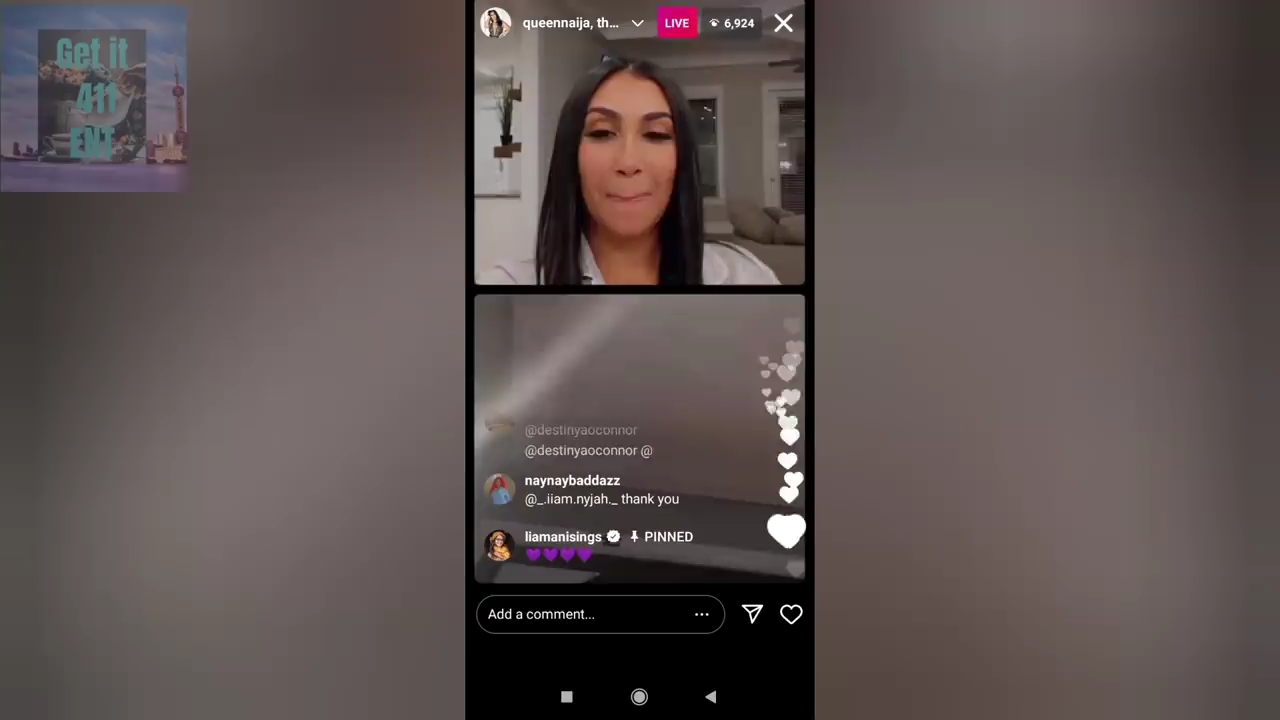 Get it
411
ENT
queennaija, th...
LIVE
6,924
@destinyaoconnor
@destinyaoconnor @
naynaybaddazz
@_.iiam.nyjah._ thank you
liamanisings PINNED
💜💜💜💜
Add a comment...